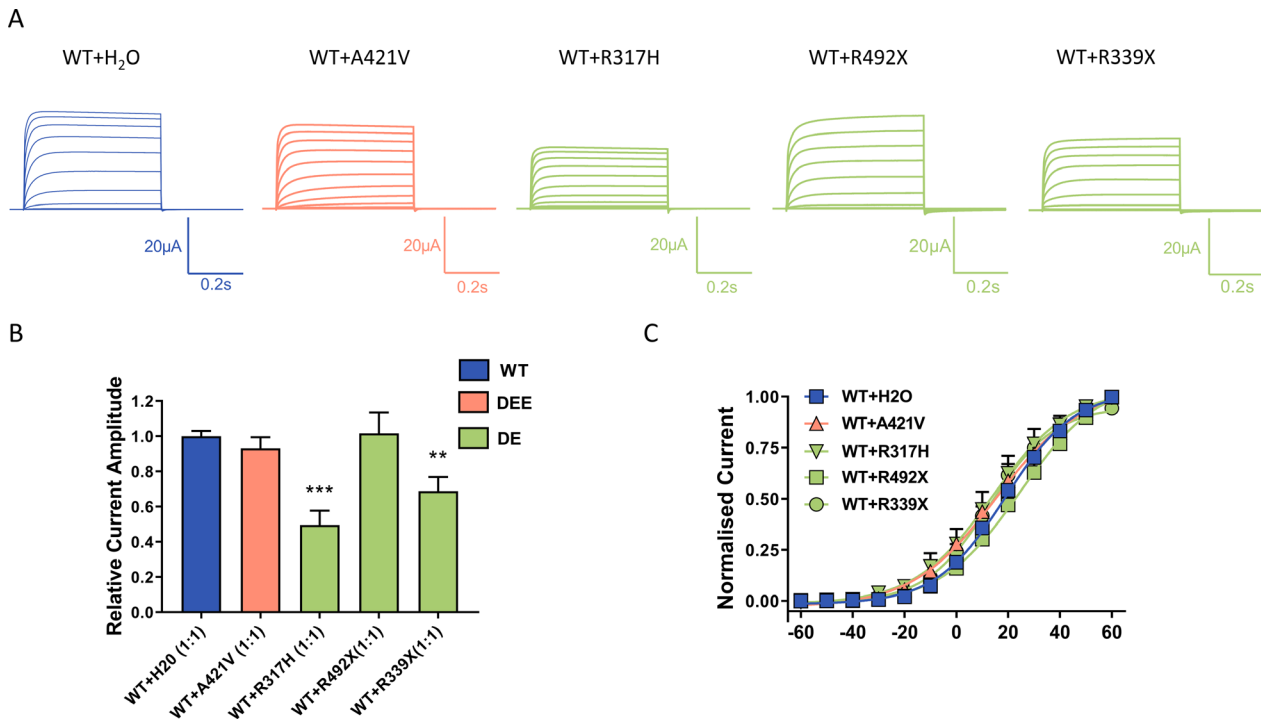 A
WT+H₂O
WT+A421V
WT+R317H
WT+R492X
WT+R339X
20µA
0.2s
20µA
0.2s
20µA
0.2s
20µA
0.2s
20µA
0.2s
B
Relative Current Amplitude
1.2
1.0
0.8
0.6
0.4
0.2
0.0
***
**
WT
DEE
DE
WT+H20 (1:1)
WT+A421V (1:1)
WT+R317H (1:1)
WT+R492X(1:1)
WT+R339X(1:1)
C
Normalised Current
1.00
0.75
0.50
0.25
0.00
WT+H2O
WT+A421V
WT+R317H
WT+R492X
WT+R339X
-60
-40
-20
0
20
40
60